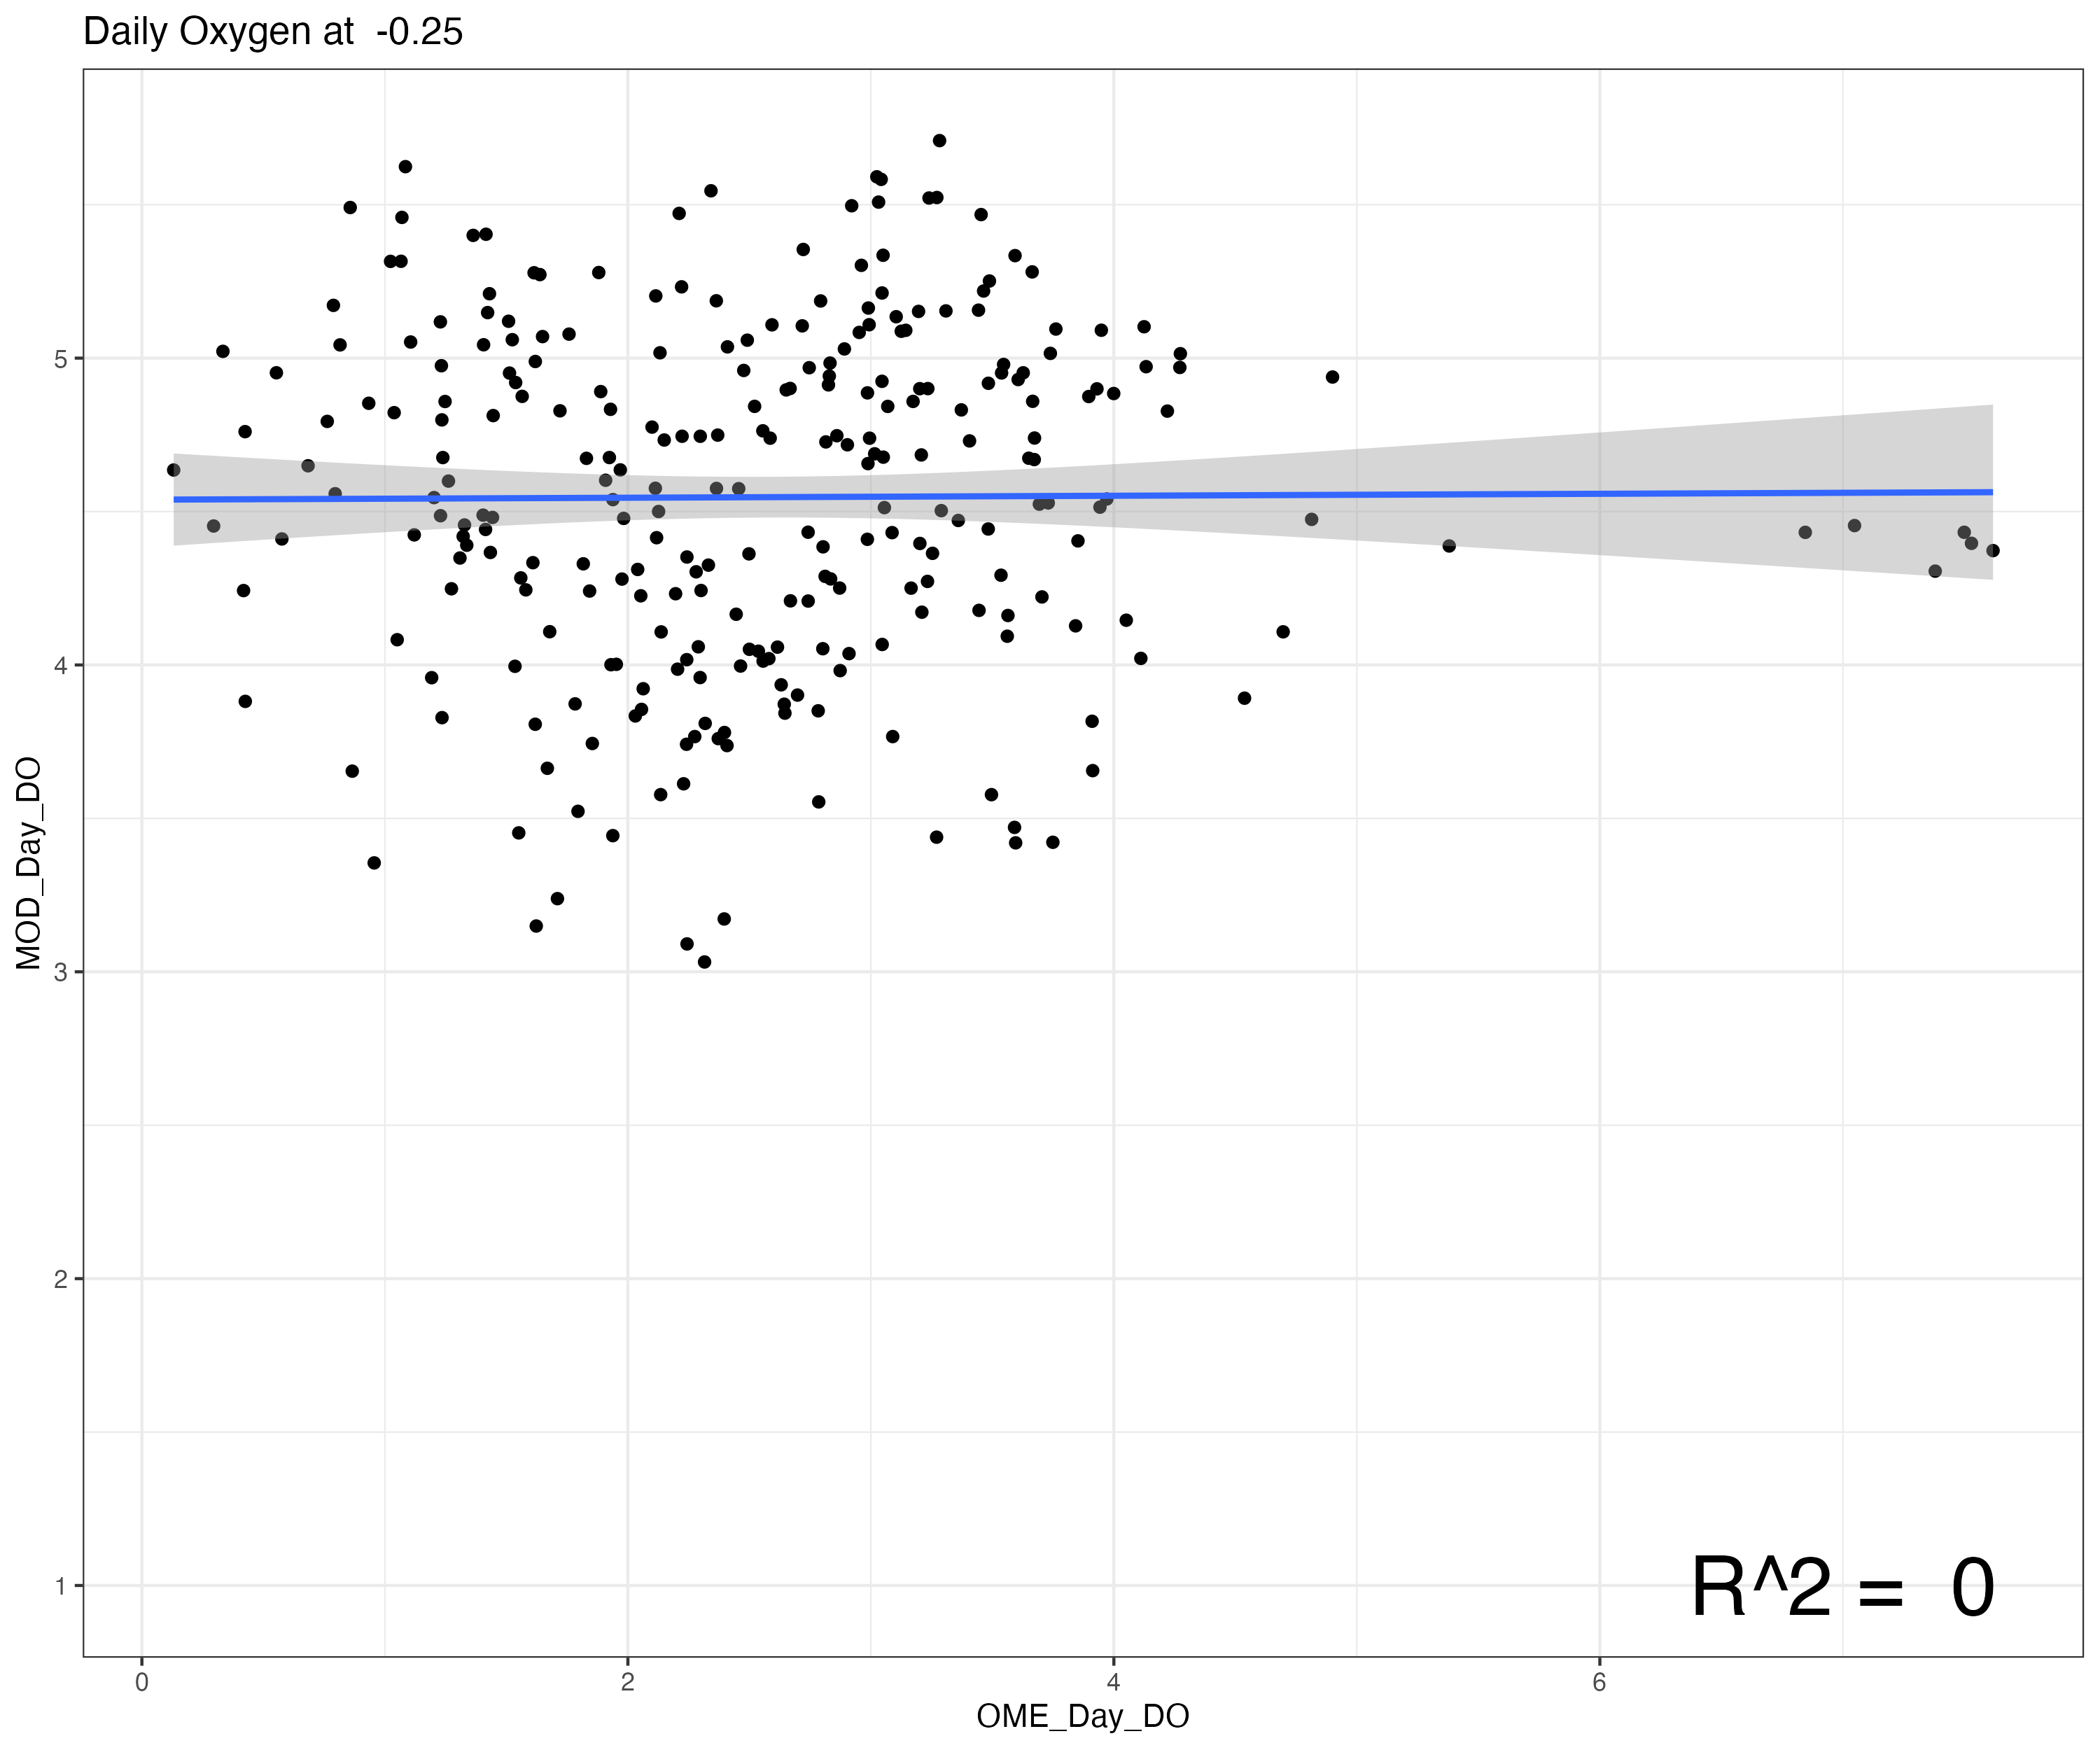 Daily Oxygen at  -0.25
MOD_Day_DO
5
4
3
2
1
R^2 =  0
0 2 4 6
OME_Day_DO